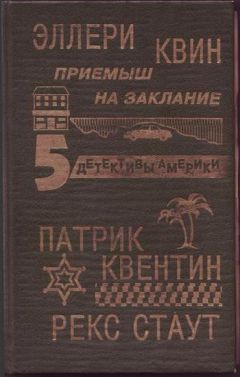 ЭЛЛЕРИ
КВИН
ПРИЕМЫШ
НА ЗАКЛАНИЕ
5
ДЕТЕКТИВЫ АМЕРИКИ
ПАТРИК
КВЕНТИН
РЕКС СТАУТ